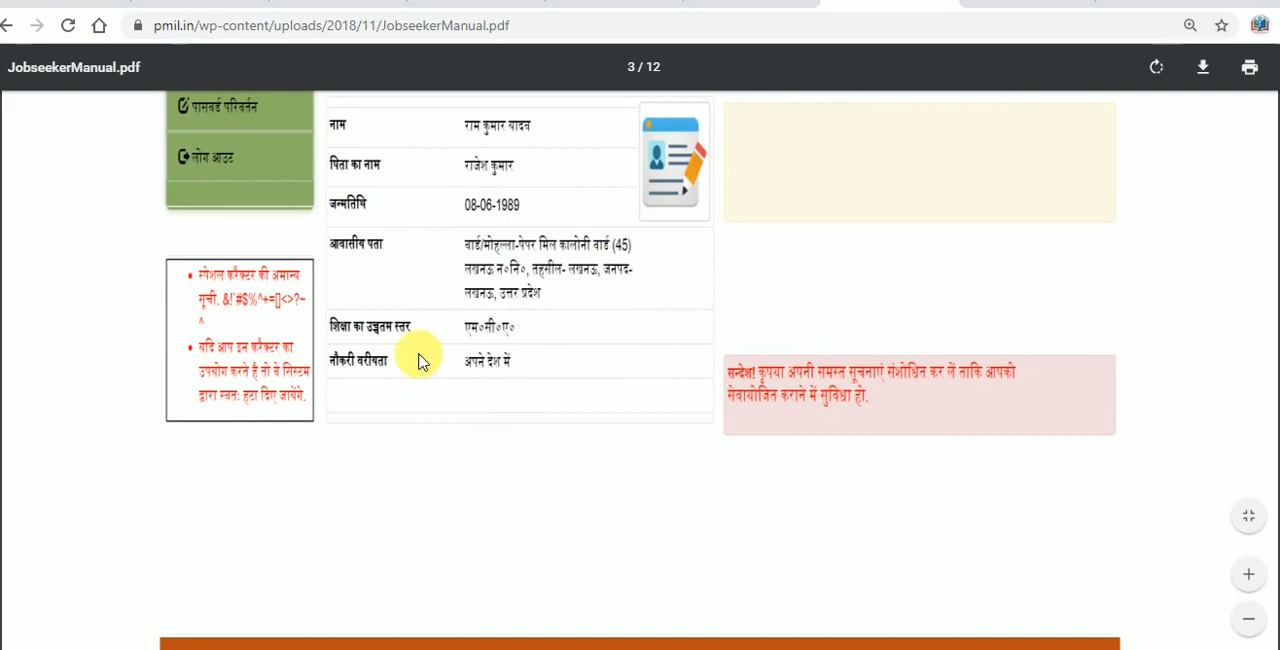 pmil.in/wp-content/uploads/2018/11/JobseekerManual.pdf
JobseekerManual.pdf
3 / 12
पासवर्ड परिवर्तन
लोग आउट
नाम राम कुमार यादव
पिता का नाम राजेश कुमार
जन्मतिथि 08-06-1989
आवासीय पता वार्ड/मोहल्ला-पेपर मिल कालोनी वार्ड (45)
लखनऊ न०नि०, तहसील- लखनऊ, जनपद-
लखनऊ, उत्तर प्रदेश
शिक्षा का उच्चतम स्तर एम०सी०ए०
नौकरी वरीयता अपने देश में
स्पेशल करैक्टर की अमान्य
सूची. &!`#$%^+=[]<>?~
^
यदि आप इन करैक्टर का
उपयोग करते है तो वे सिस्टम
द्वारा स्वतः हटा दिए जायेंगे.
सन्देश! कृपया अपनी समस्त सूचनाएं संशोधित कर लें ताकि आपको
सेवायोजित कराने में सुविधा हो.